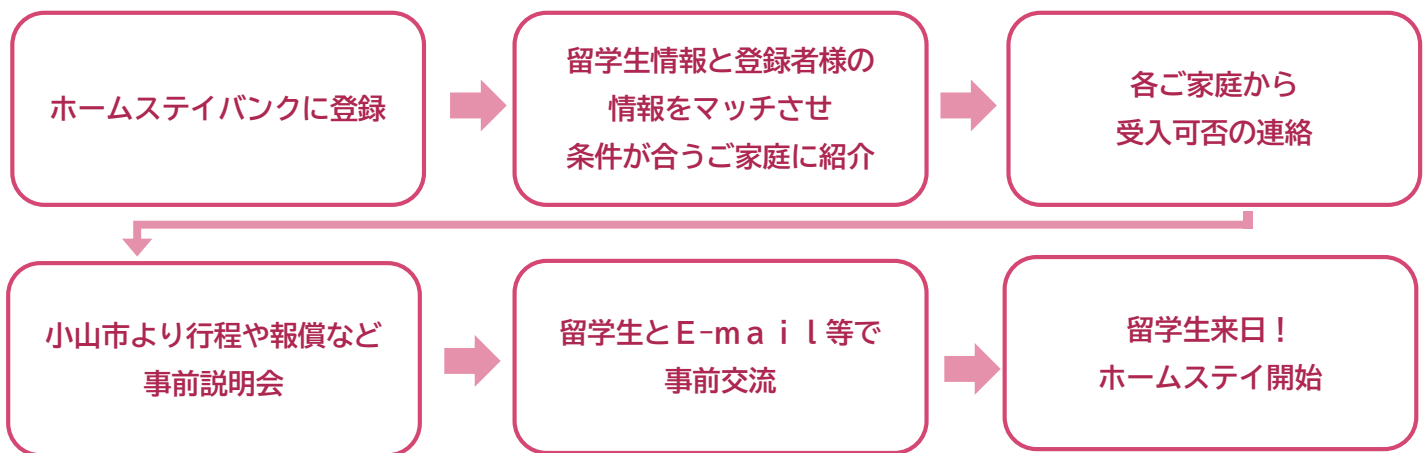 ホームステイバンクに登録
留学生情報と登録者様の
情報をマッチさせ
条件が合うご家庭に紹介
各ご家庭から
受入可否の連絡
小山市より行程や報償など
事前説明会
留学生とＥ-ｍａｉｌ等で
事前交流
留学生来日！
ホームステイ開始